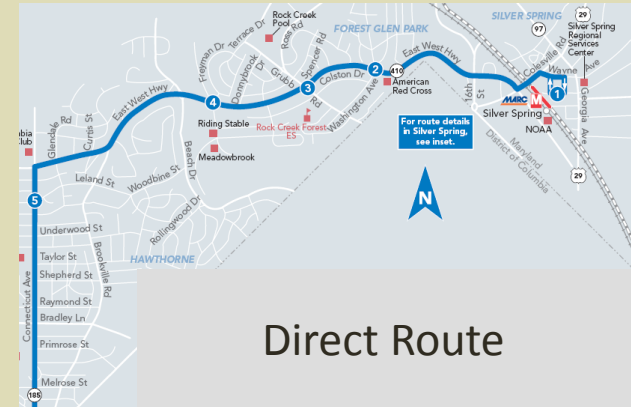 Rock Creek
Pool
FOREST GLEN PARK
SILVER SPRING
29
97
Silver Spring
Regional
Services
Center
Freyman Dr
Terrace Dr
Ross Rd
Spencer Rd
Donnybrook
Dr
Grubb
Rd
Colston Dr
2
410
East West Hwy
Colesville Rd
Wayne
Ave
16th
St
American
Red Cross
Washington Ave
MARC
M
1
Silver Spring
NOAA
Georgia Ave
East West Hwy
4
3
Riding Stable
Rock Creek Forest
ES
Meadowbrook
For route details
in Silver Spring,
see inset.
Maryland
District of Columbia
29
bia
Club
Glendale Rd
Curtis St
Leland St
Woodbine St
Beach Dr
Rollingwood Dr
5
N
Underwood St
Brookville Rd
Taylor St
HAWTHORNE
Shepherd St
Connecticut Ave
Raymond St
Bradley Ln
Primrose St
Melrose St
185
Direct Route